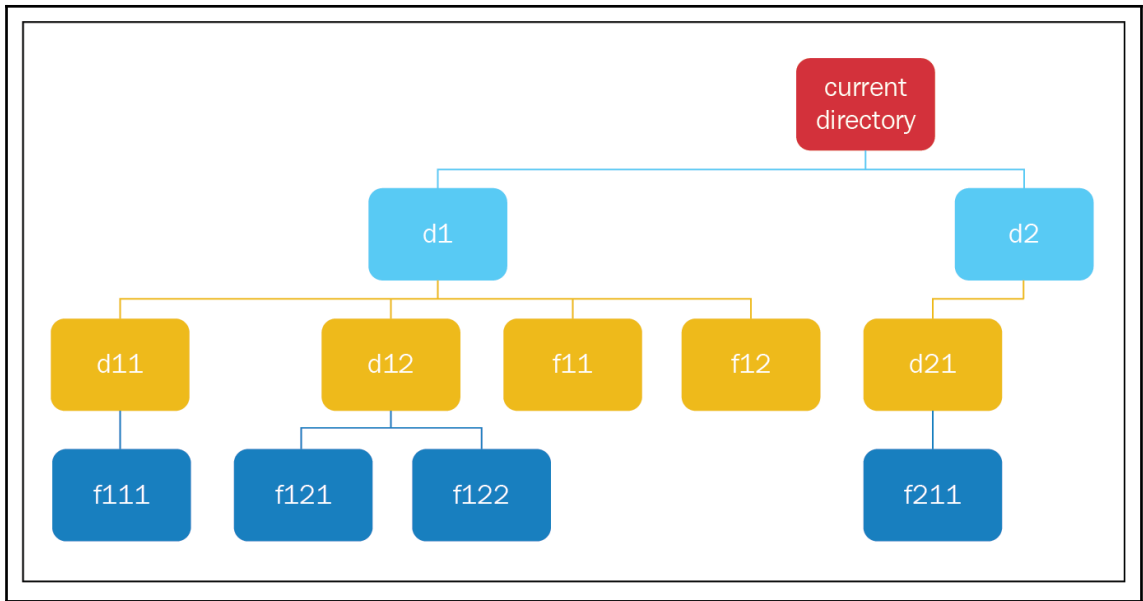 current
directory
d1
d2
d11
d12
f11
f12
d21
f111
f121
f122
f211